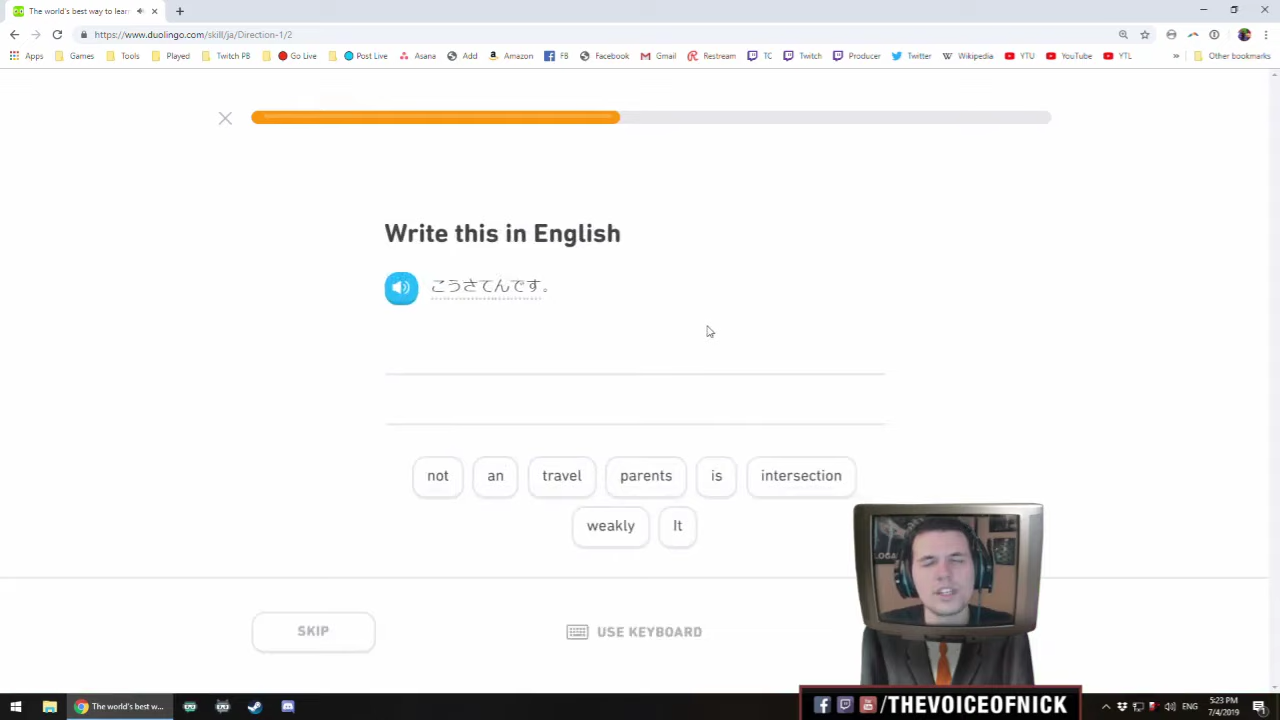 The world's best way to lear
https://www.duolingo.com/skill/ja/Direction-1/2
Apps Games Tools Played Twitch PB Go Live Post Live Asana Add Amazon FB Facebook Gmail Restream TC Twitch Producer Twitter Wikipedia YTU YouTube YTL » Other bookmarks
Write this in English
こうさてんです。
not an travel parents is intersection
weakly It
SKIP USE KEYBOARD
/THEVOICEOFNICK
The world's best w... ENG 5:23 PM
7/4/2019